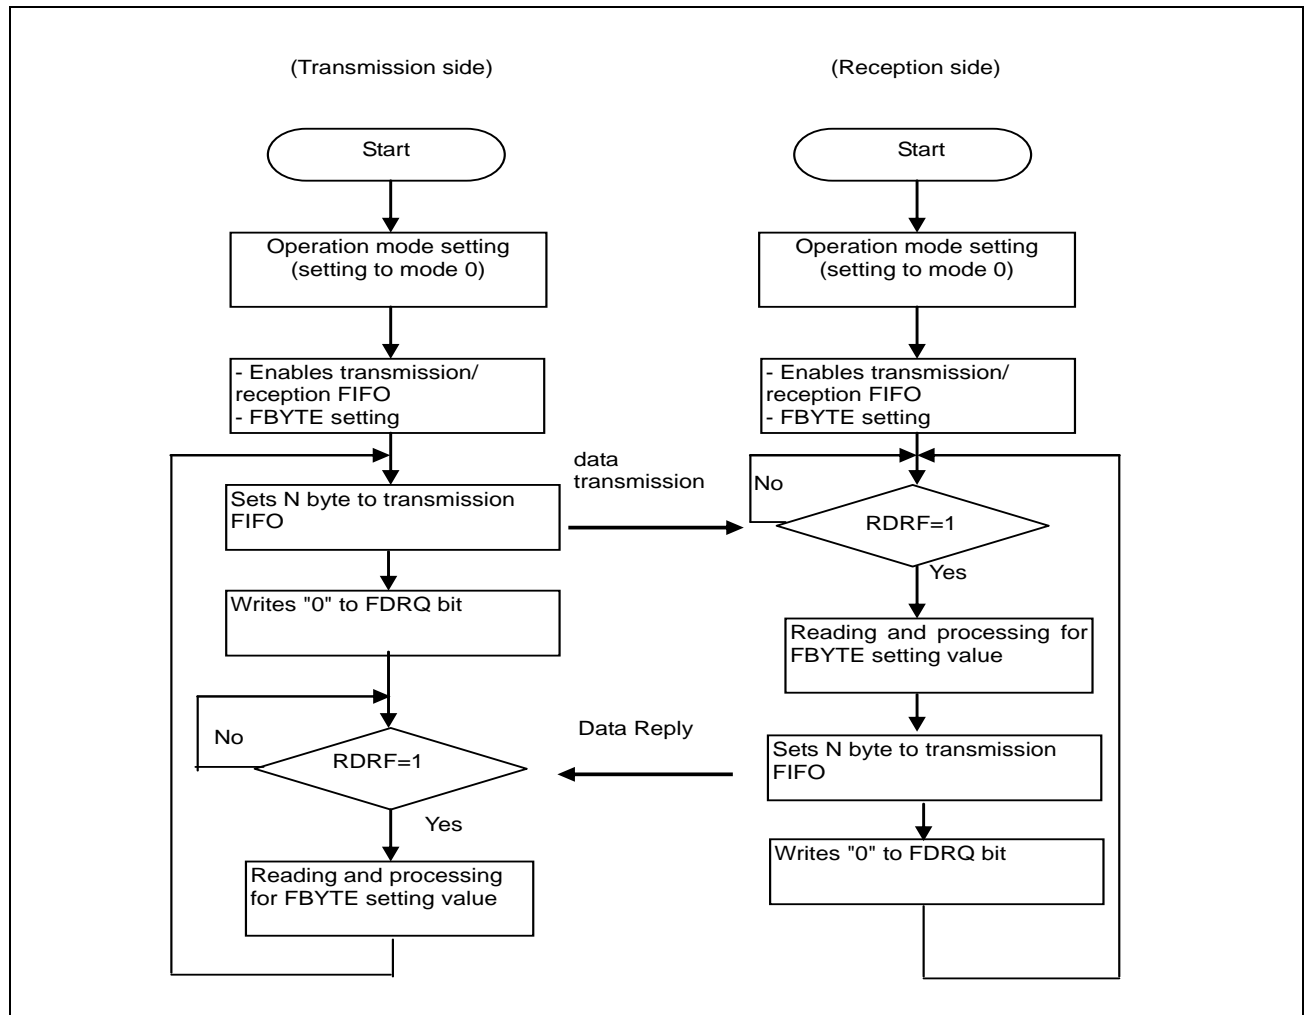 (Transmission side)
Start
Operation mode setting
(setting to mode 0)
- Enables transmission/
reception FIFO
- FBYTE setting
Sets N byte to transmission
FIFO
Writes "0" to FDRQ bit
No
RDRF=1
Yes
Reading and processing
for FBYTE setting value
data
transmission
Data Reply
(Reception side)
Start
Operation mode setting
(setting to mode 0)
- Enables transmission/
reception FIFO
- FBYTE setting
No
RDRF=1
Yes
Reading and processing for
FBYTE setting value
Sets N byte to transmission
FIFO
Writes "0" to FDRQ bit